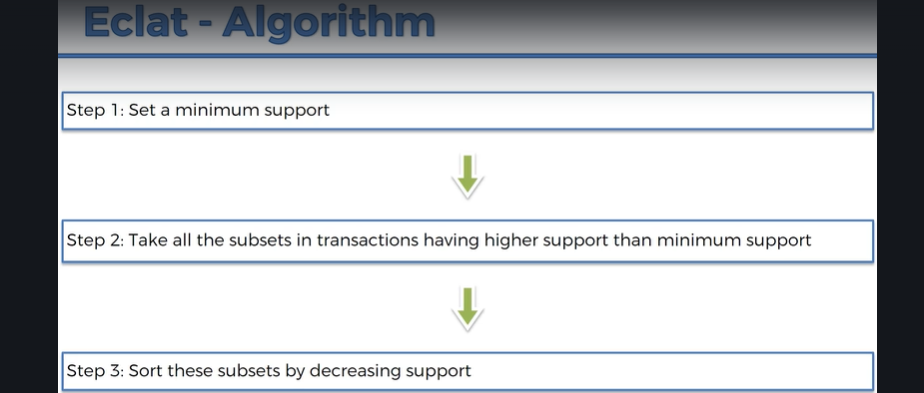 Eclat - Algorithm
Step 1: Set a minimum support
Step 2: Take all the subsets in transactions having higher support than minimum support
Step 3: Sort these subsets by decreasing support